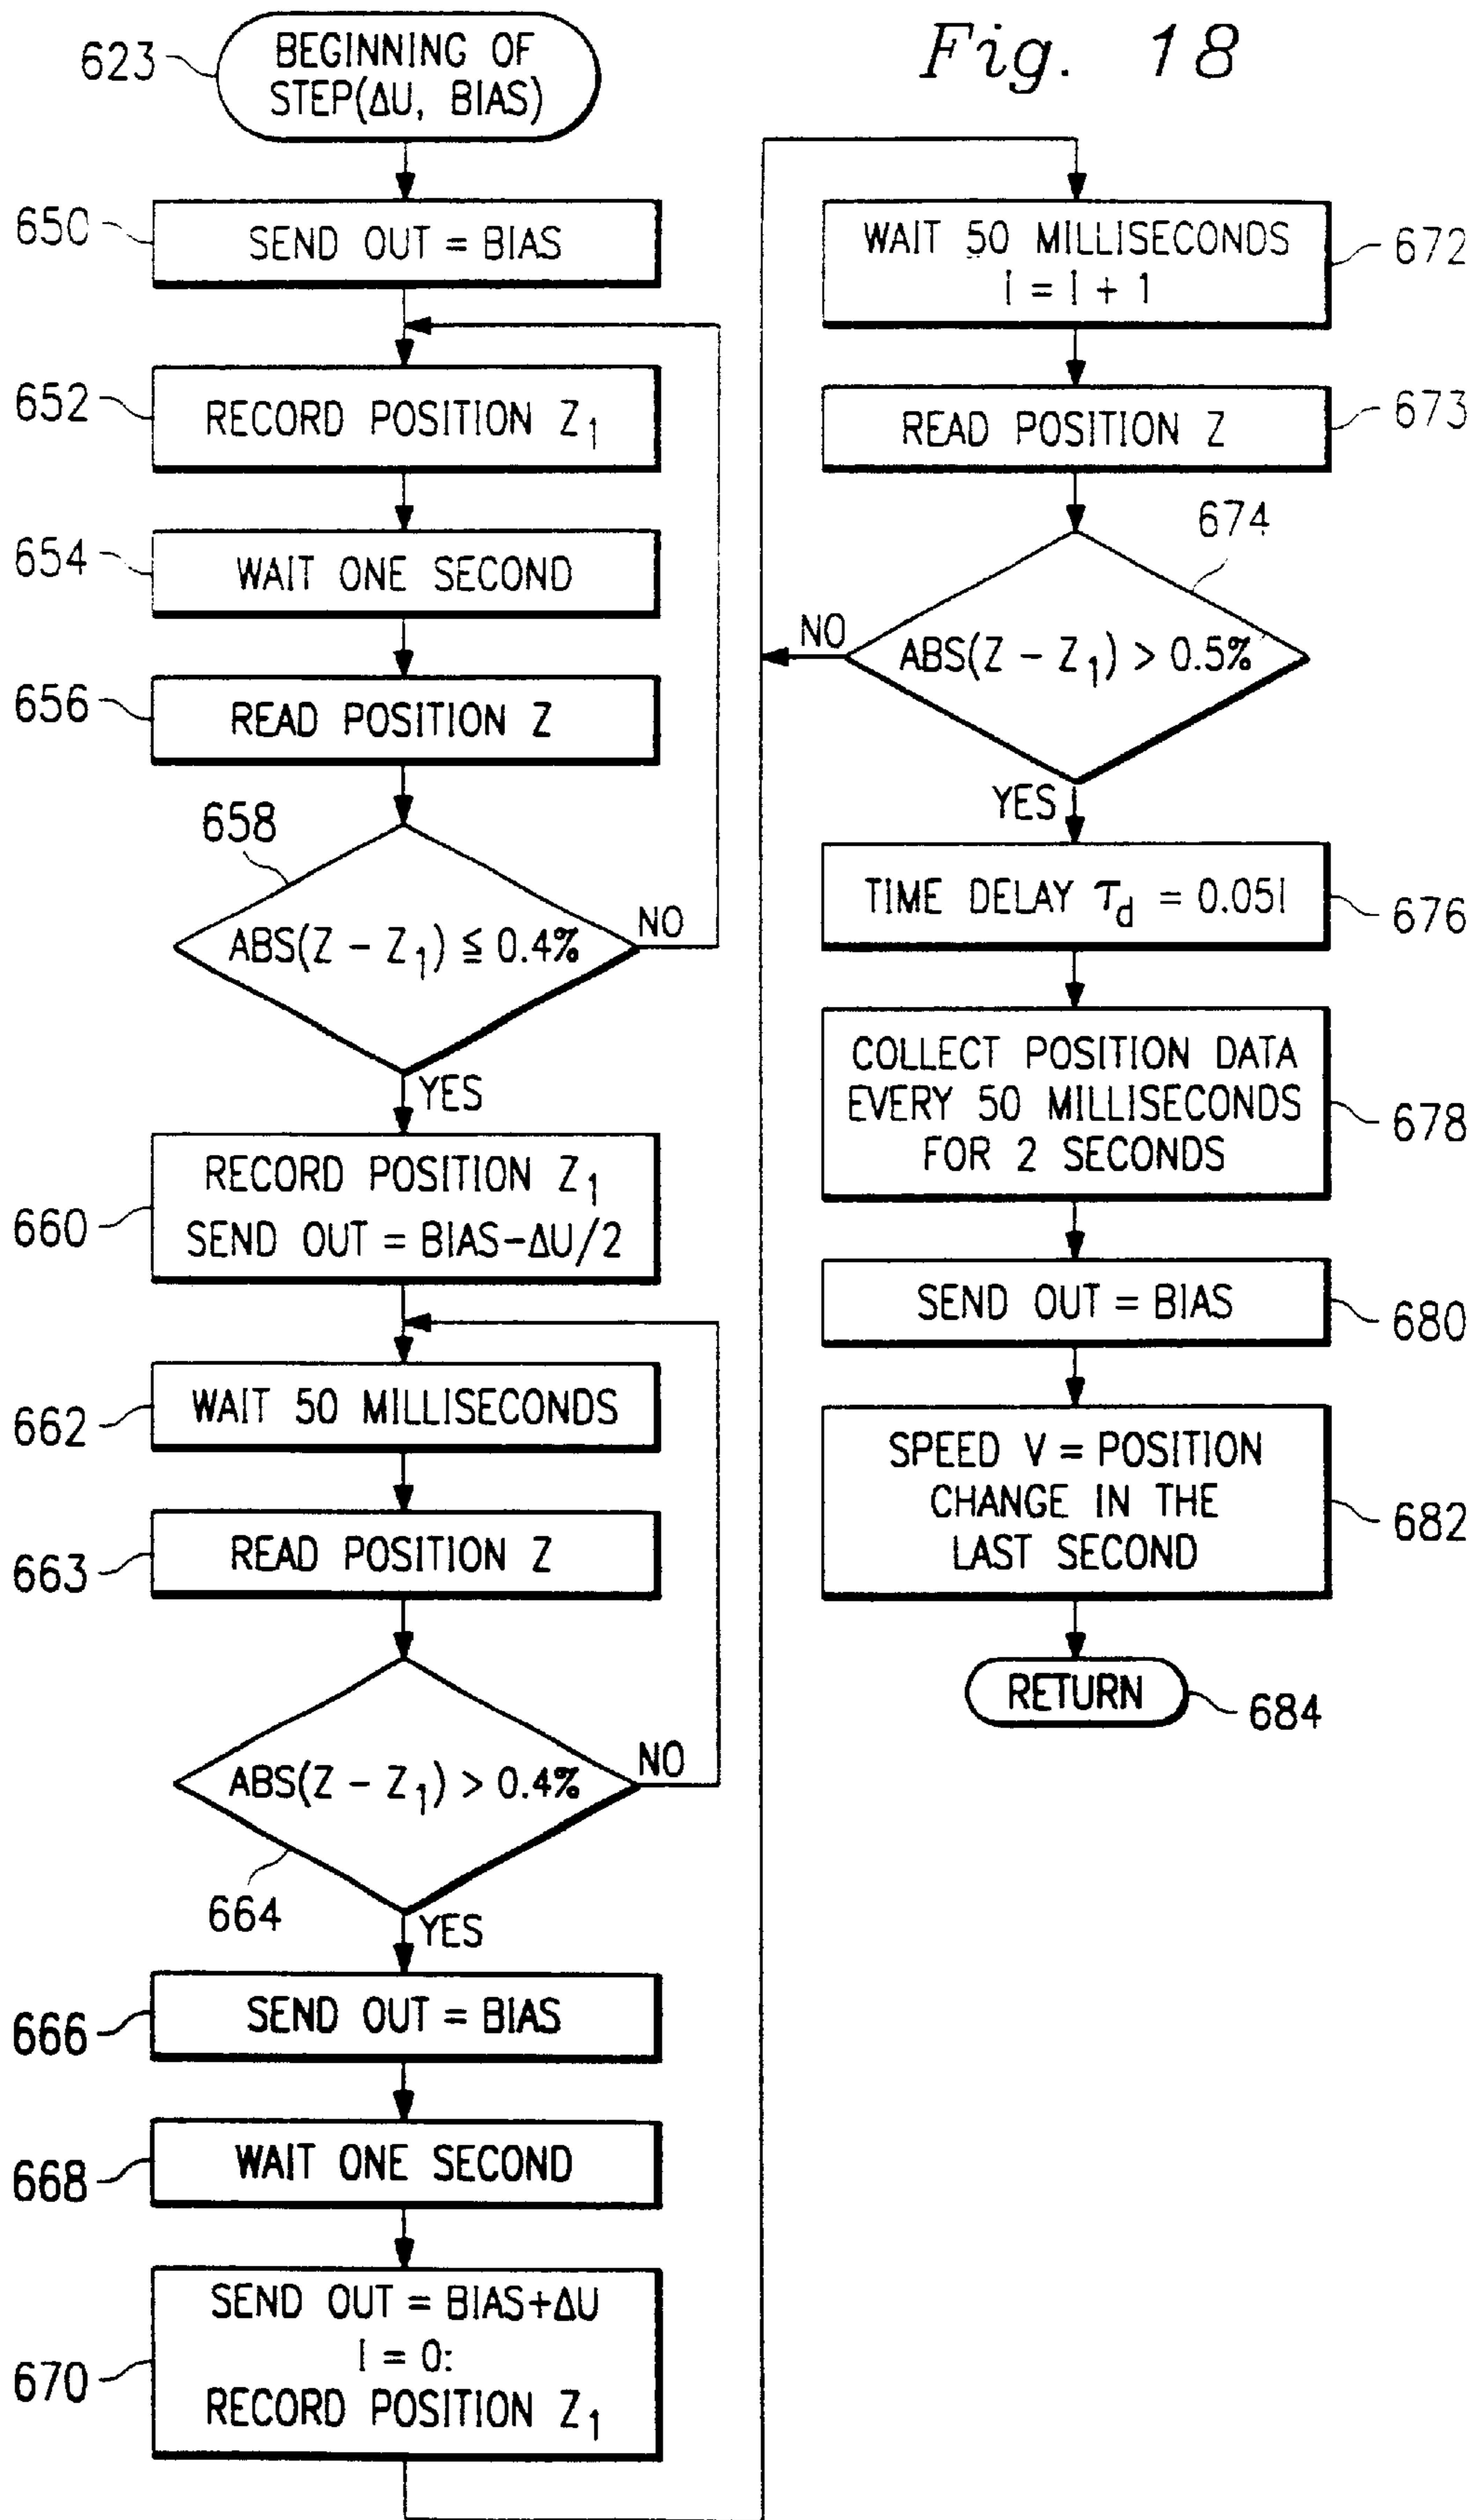 Fig. 18
623
BEGINNING OF
STEP(ΔU, BIAS)
650
SEND OUT = BIAS
652
RECORD POSITION Z1
654
WAIT ONE SECOND
656
READ POSITION Z
658
ABS(Z - Z1) ≦ 0.4%
NO
YES
660
RECORD POSITION Z1
SEND OUT = BIAS-ΔU/2
662
WAIT 50 MILLISECONDS
663
READ POSITION Z
ABS(Z - Z1) > 0.4%
NO
664
YES
666
SEND OUT = BIAS
668
WAIT ONE SECOND
670
SEND OUT = BIAS+ΔU
I = 0:
RECORD POSITION Z1
WAIT 50 MILLISECONDS
I = I + 1
672
READ POSITION Z
673
674
NO
ABS(Z - Z1) > 0.5%
YES
TIME DELAY τd = 0.05I
676
COLLECT POSITION DATA
EVERY 50 MILLISECONDS
FOR 2 SECONDS
678
SEND OUT = BIAS
680
SPEED V = POSITION
CHANGE IN THE
LAST SECOND
682
RETURN
684